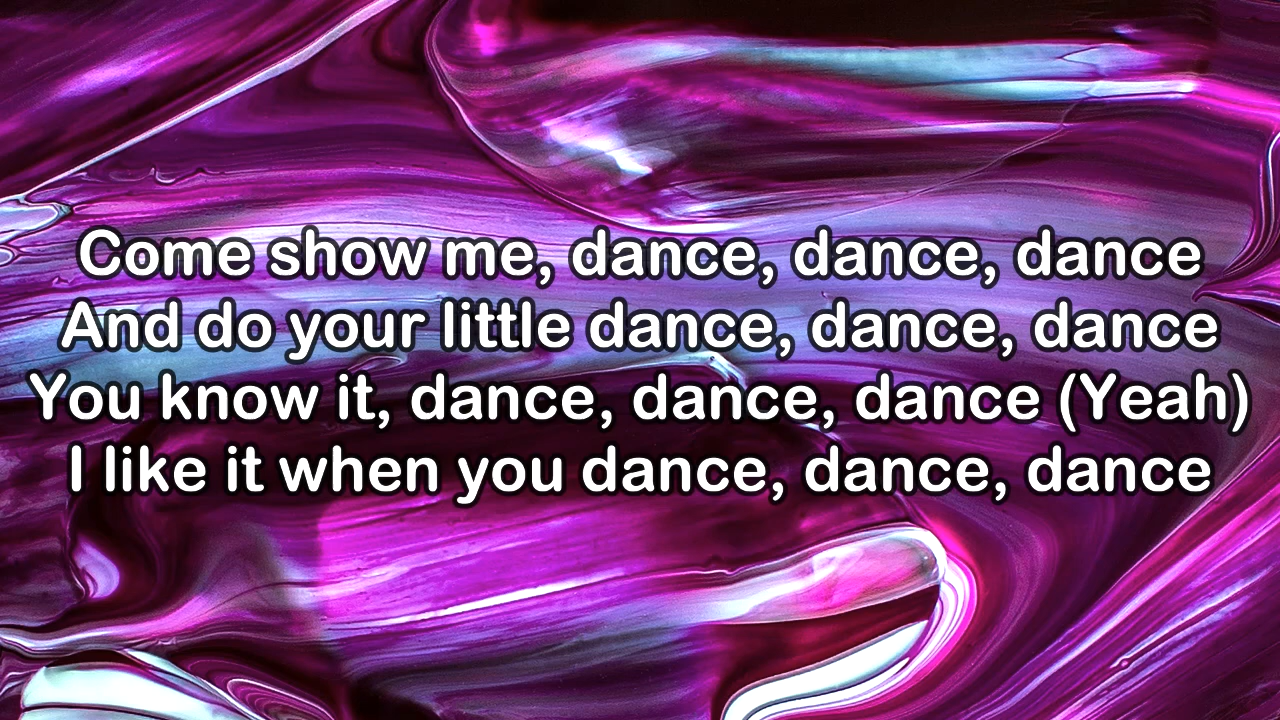 Come show me, dance, dance, dance
And do your little dance, dance, dance
You know it, dance, dance, dance (Yeah)
I like it when you dance, dance, dance